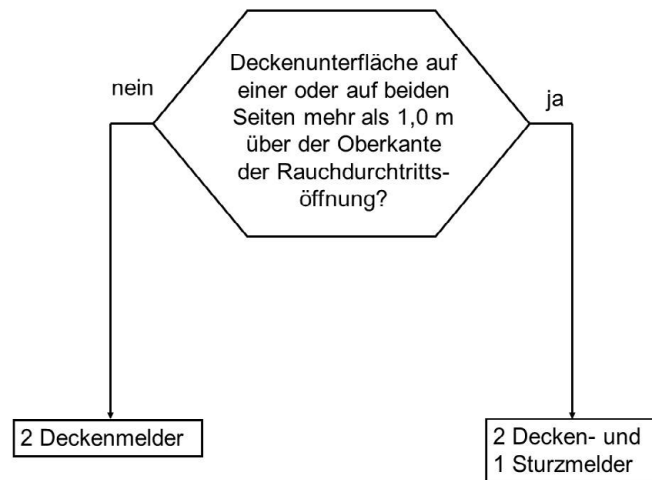 Deckenunterfläche auf
einer oder auf beiden
Seiten mehr als 1,0 m
über der Oberkante
der Rauchdurchtritts-
öffnung?
nein
ja
2 Deckenmelder
2 Decken- und
1 Sturzmelder